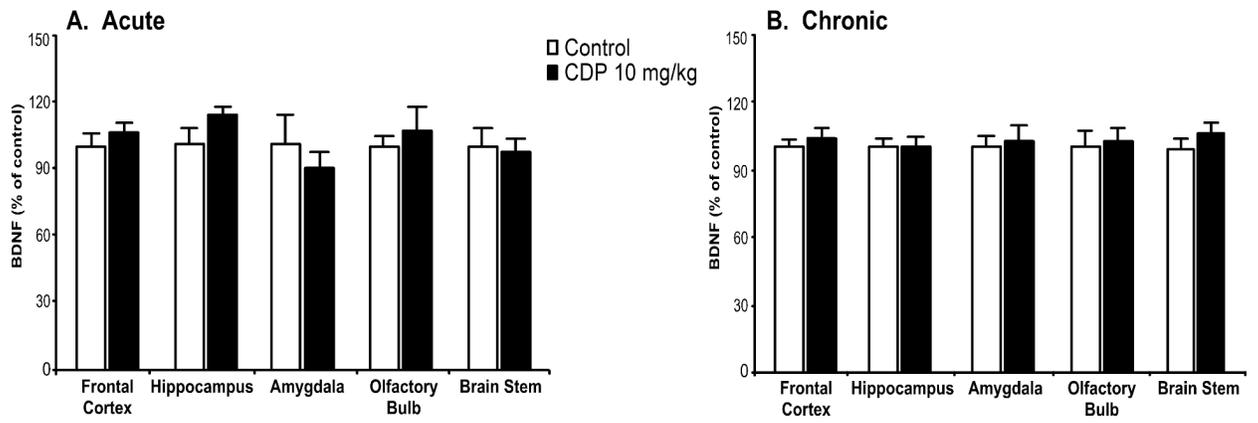 A. Acute
150
120
90
60
30
0
BDNF (% of control)
Frontal Cortex
Hippocampus
Amygdala
Olfactory Bulb
Brain Stem
Control
CDP 10 mg/kg
B. Chronic
150
120
90
60
30
0
BDNF (% of control)
Frontal Cortex
Hippocampus
Amygdala
Olfactory Bulb
Brain Stem